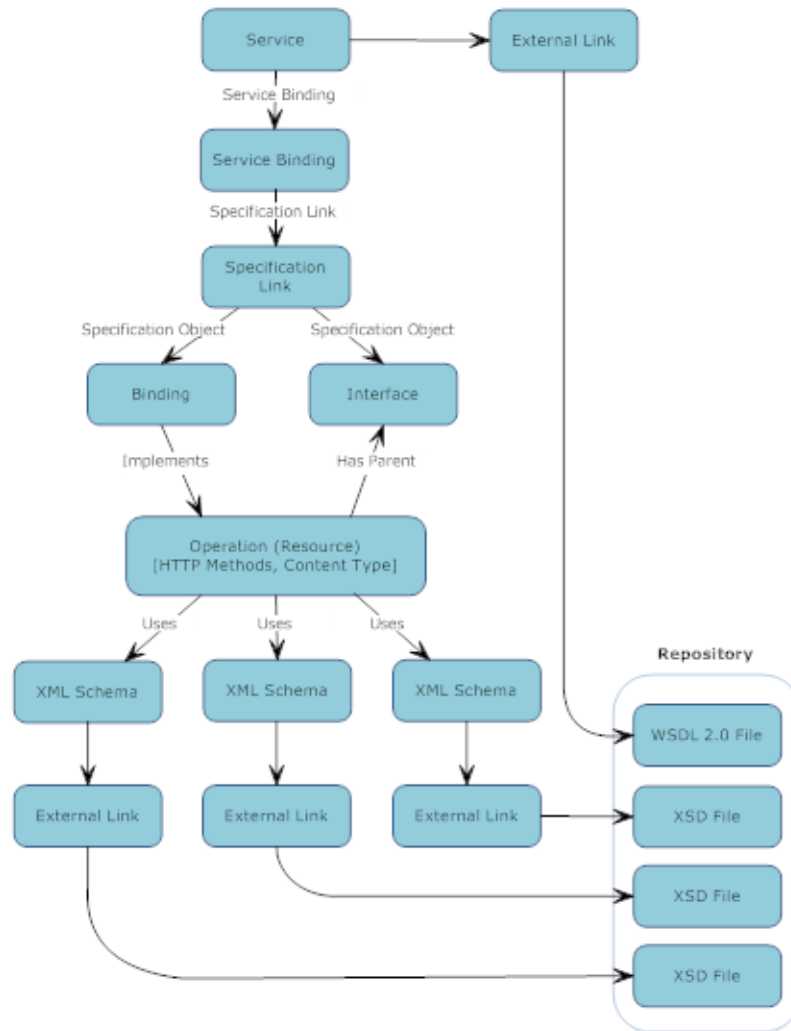 Service
External Link
Service Binding
Service Binding
Specification Link
Specification
Link
Specification Object
Specification Object
Binding
Interface
Implements
Has Parent
Operation (Resource)
[HTTP Methods, Content Type]
Uses
Uses
Uses
Repository
XML Schema
XML Schema
XML Schema
WSDL 2.0 File
External Link
External Link
External Link
XSD File
XSD File
XSD File